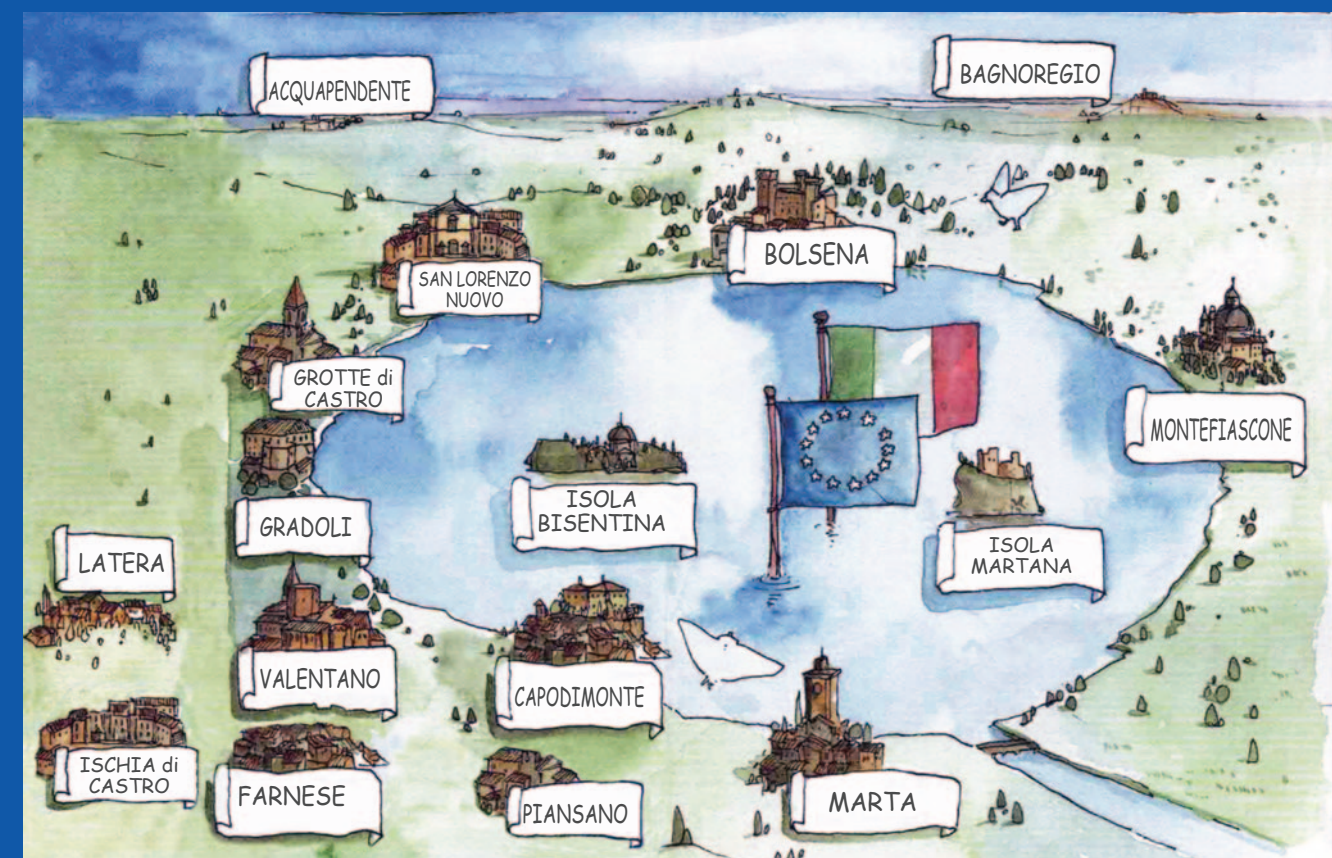 ACQUAPENDENTE
BAGNOREGIO
SAN LORENZO
NUOVO
BOLSENA
GROTTE di
CASTRO
MONTEFIASCONE
GRADOLI
ISOLA
BISENTINA
ISOLA
MARTANA
LATERA
VALENTANO
CAPODIMONTE
ISCHIA di
CASTRO
FARNESE
PIANSANO
MARTA